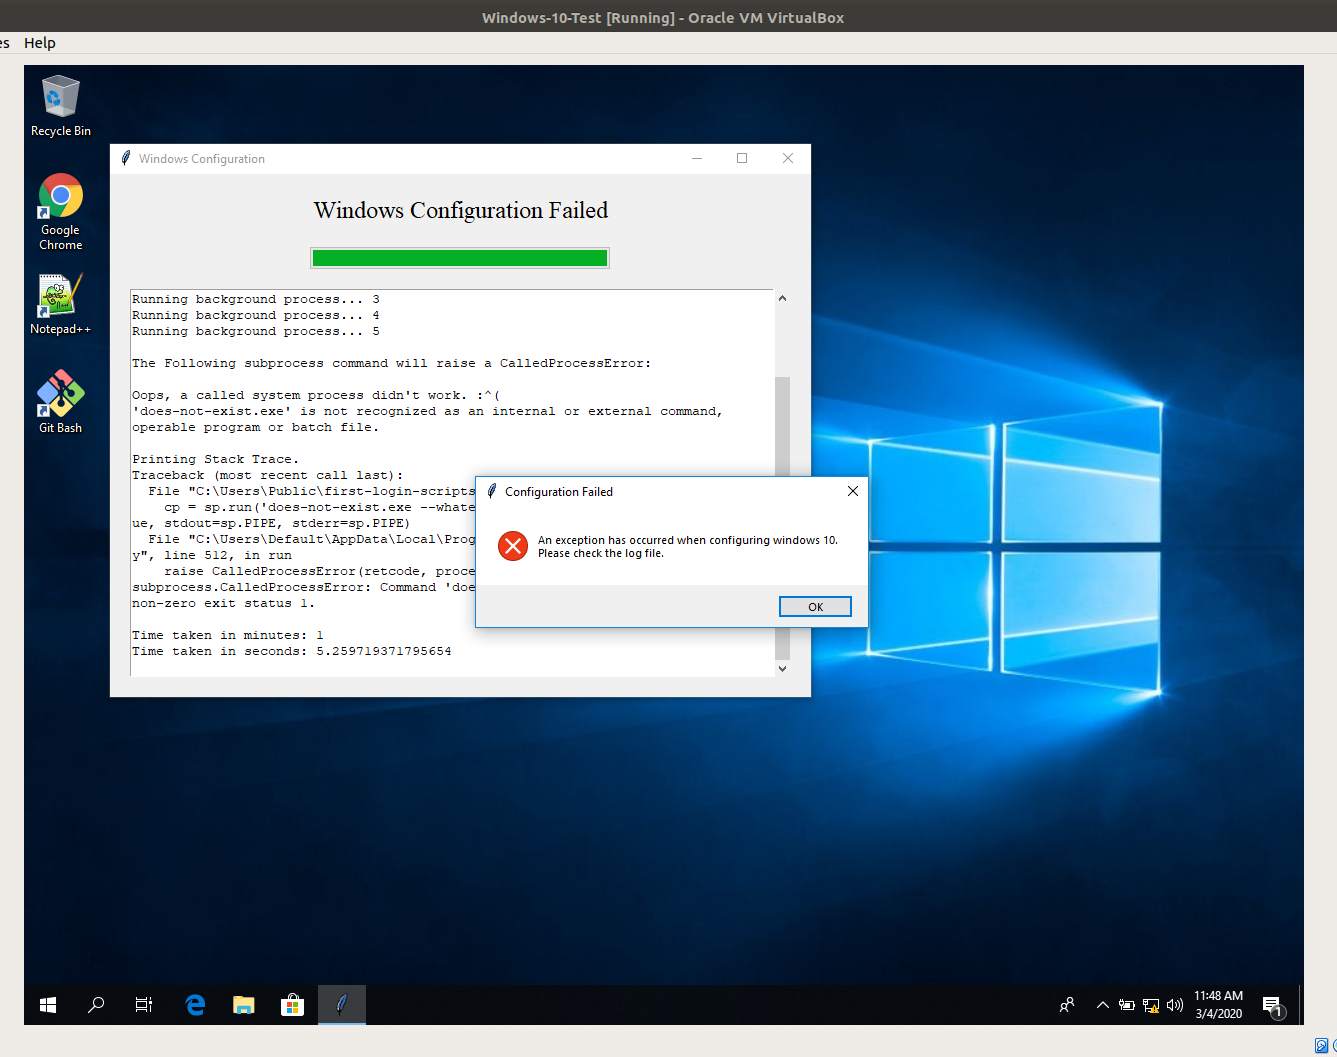 Windows-10-Test [Running] - Oracle VM VirtualBox
es Help
Recycle Bin
Google
Chrome
Notepad++
Git Bash
Windows Configuration
Windows Configuration Failed
Running background process... 3
Running background process... 4
Running background process... 5
The Following subprocess command will raise a CalledProcessError:
Oops, a called system process didn't work. :^(
'does-not-exist.exe' is not recognized as an internal or external command,
operable program or batch file.
Printing Stack Trace.
Traceback (most recent call last):
File "C:\Users\Public\first-login-scripts
cp = sp.run('does-not-exist.exe --whate
ue, stdout=sp.PIPE, stderr=sp.PIPE)
File "C:\Users\Default\AppData\Local\Prog
y", line 512, in run
raise CalledProcessError(retcode, proce
subprocess.CalledProcessError: Command 'doe
non-zero exit status 1.
Time taken in minutes: 1
Time taken in seconds: 5.259719371795654
Configuration Failed
An exception has occurred when configuring windows 10.
Please check the log file.
OK
11:48 AM
3/4/2020
1